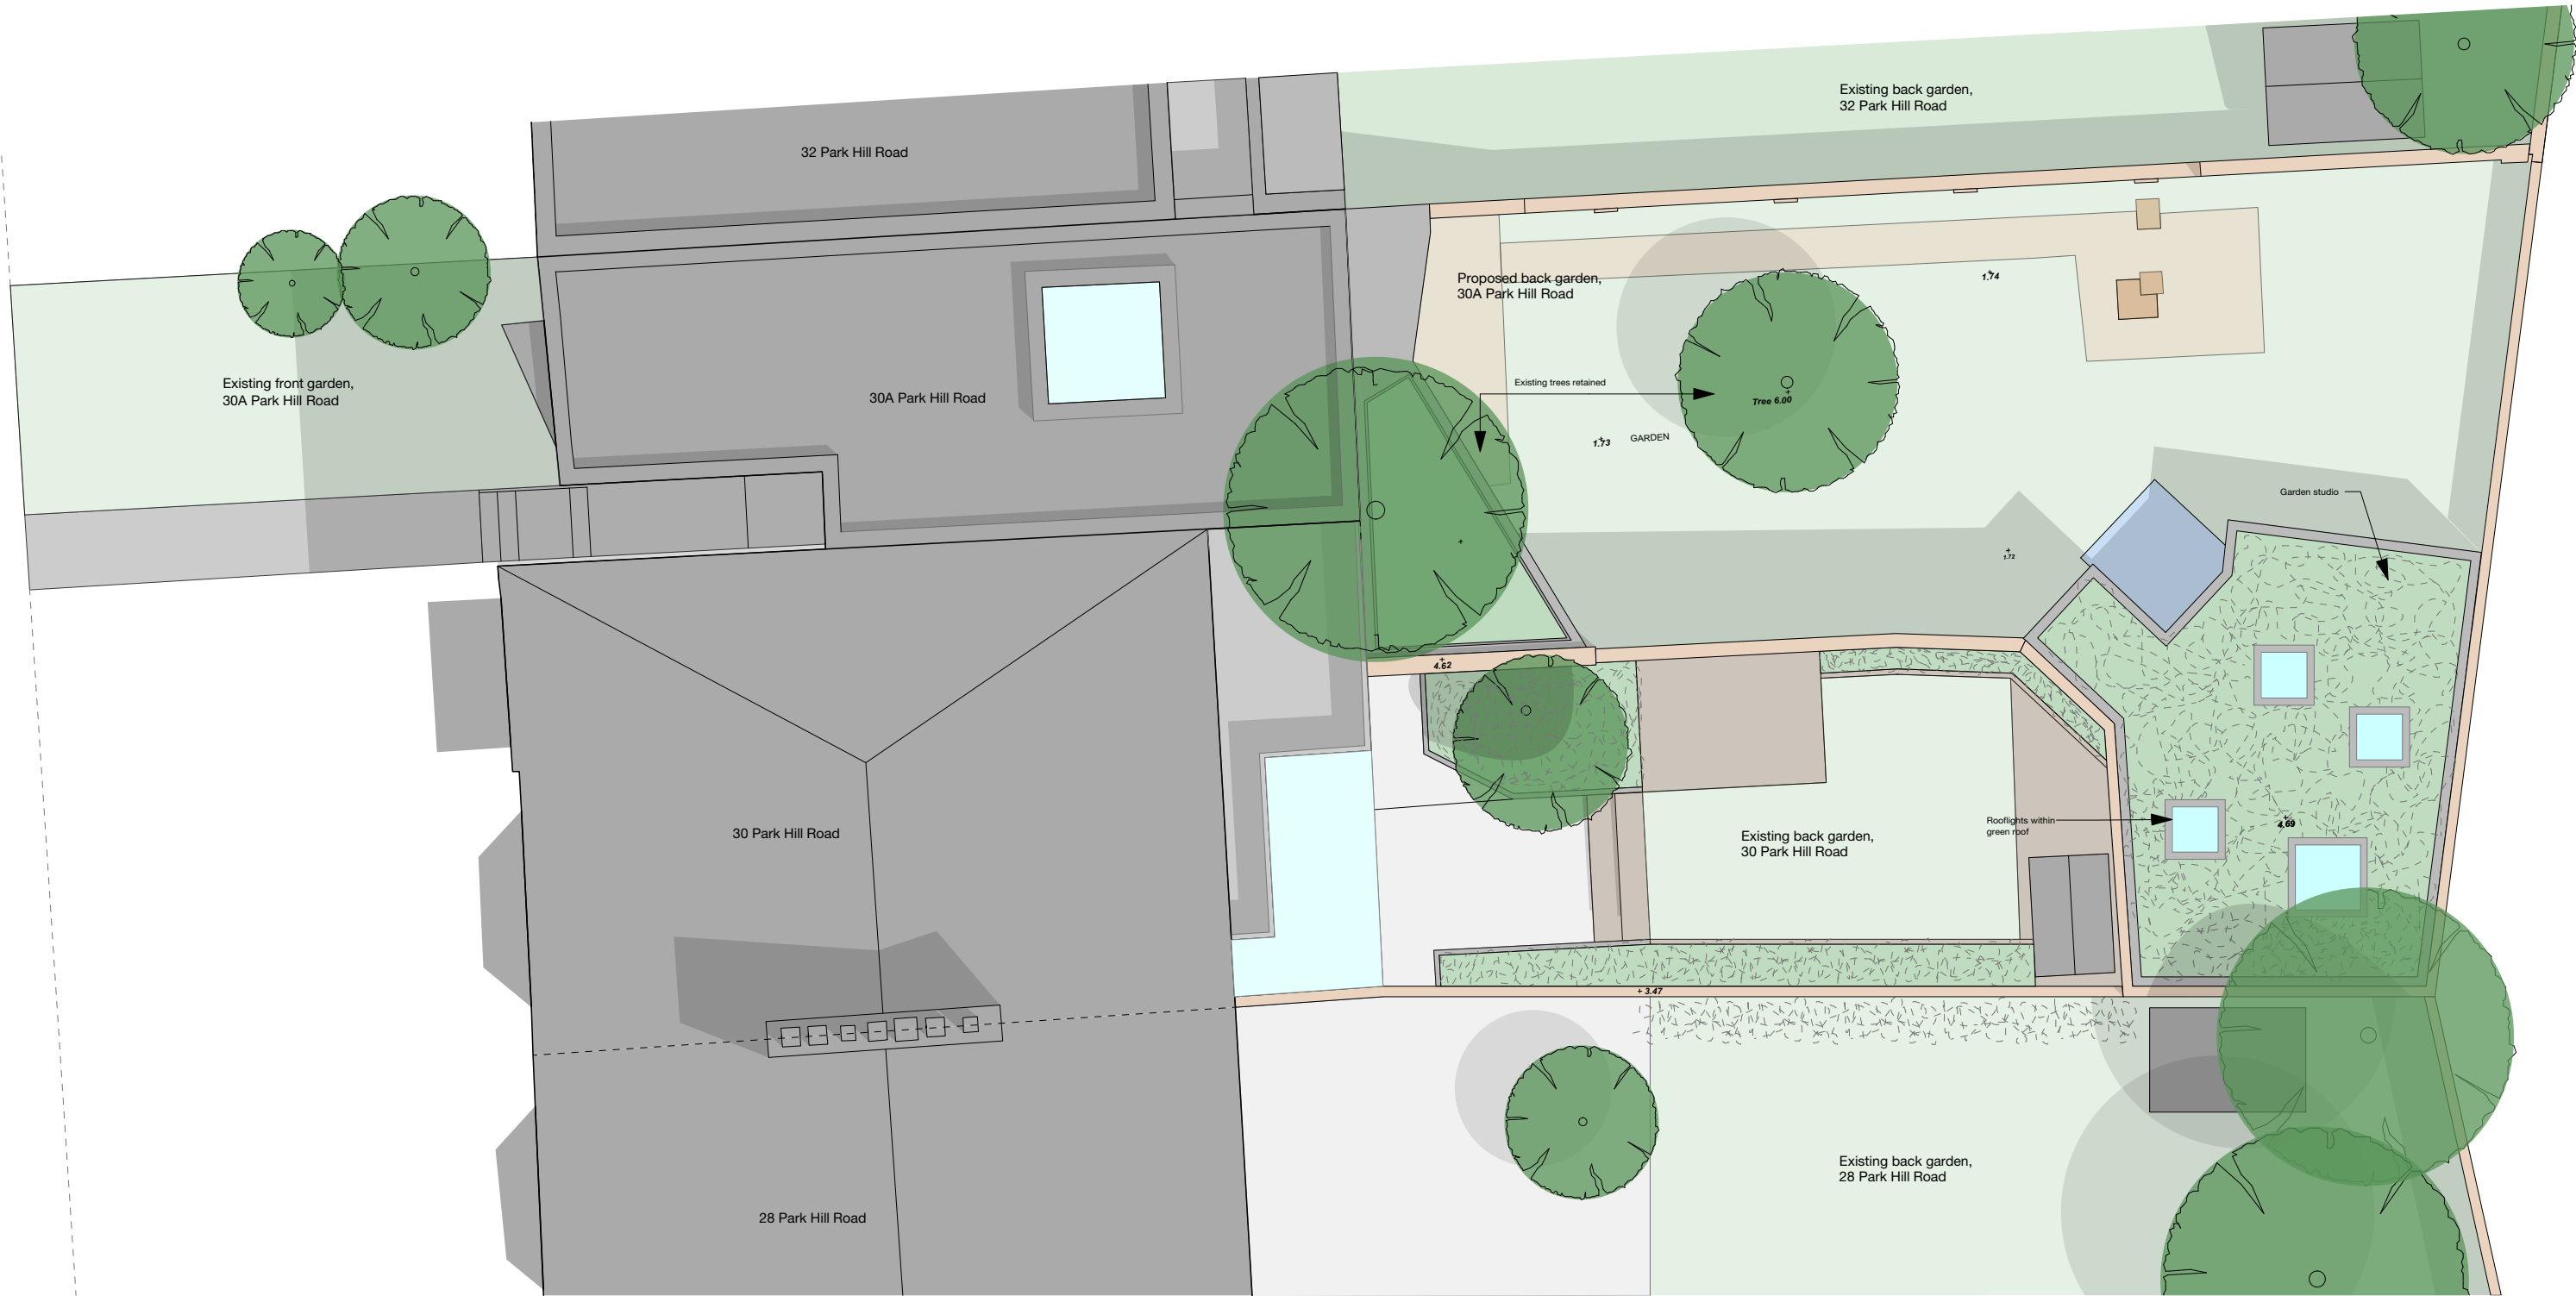 Existing back garden,
32 Park Hill Road
32 Park Hill Road
Proposed back garden,
30A Park Hill Road
1.74
Existing front garden,
30A Park Hill Road
30A Park Hill Road
Existing trees retained
Tree 6.00
1.73
GARDEN
Garden studio
1.72
4.62
30 Park Hill Road
Existing back garden,
30 Park Hill Road
Rooflights within
green roof
4.69
3.47
Existing back garden,
28 Park Hill Road
28 Park Hill Road